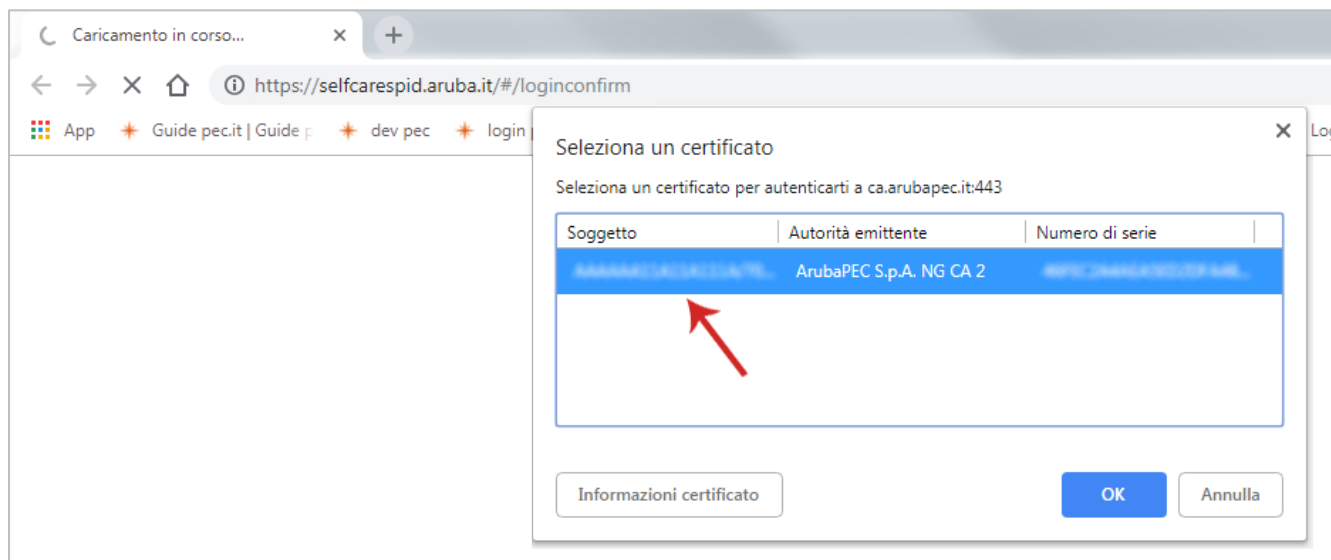 Caricamento in corso...
https://selfcarespid.aruba.it/#/loginconfirm
App Guide pec.it | Guide dev pec login
Seleziona un certificato
Seleziona un certificato per autenticarti a ca.arubapec.it:443
Soggetto Autorità emittente Numero di serie
ArubaPEC S.p.A. NG CA 2
Informazioni certificato OK Annulla